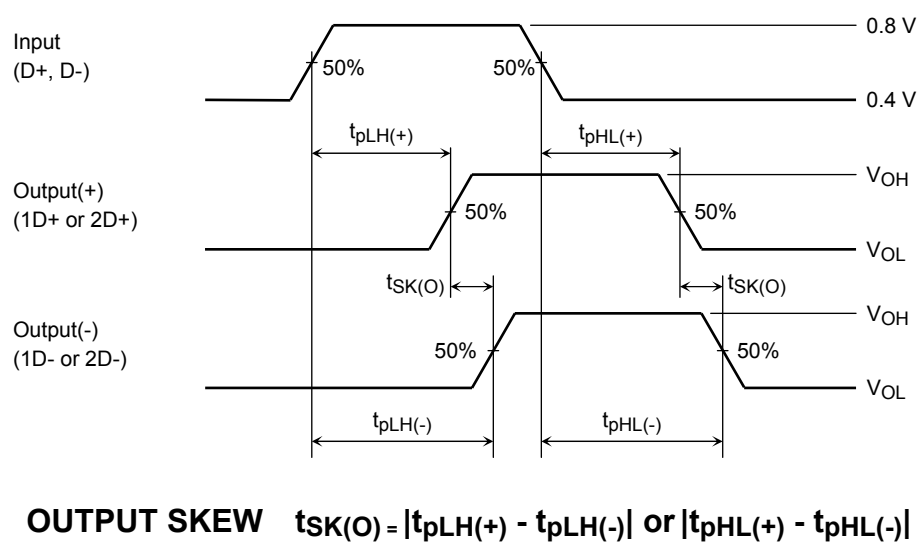 0.8 V
Input
(D+, D-)
50%
50%
0.4 V
tpLH(+)
tpHL(+)
VOH
Output(+)
(1D+ or 2D+)
50%
50%
VOL
tSK(O)
tSK(O)
VOH
Output(-)
(1D- or 2D-)
50%
50%
VOL
tpLH(-)
tpHL(-)
OUTPUT SKEW tSK(O) = |tpLH(+) - tpLH(-)| or |tpHL(+) - tpHL(-)|